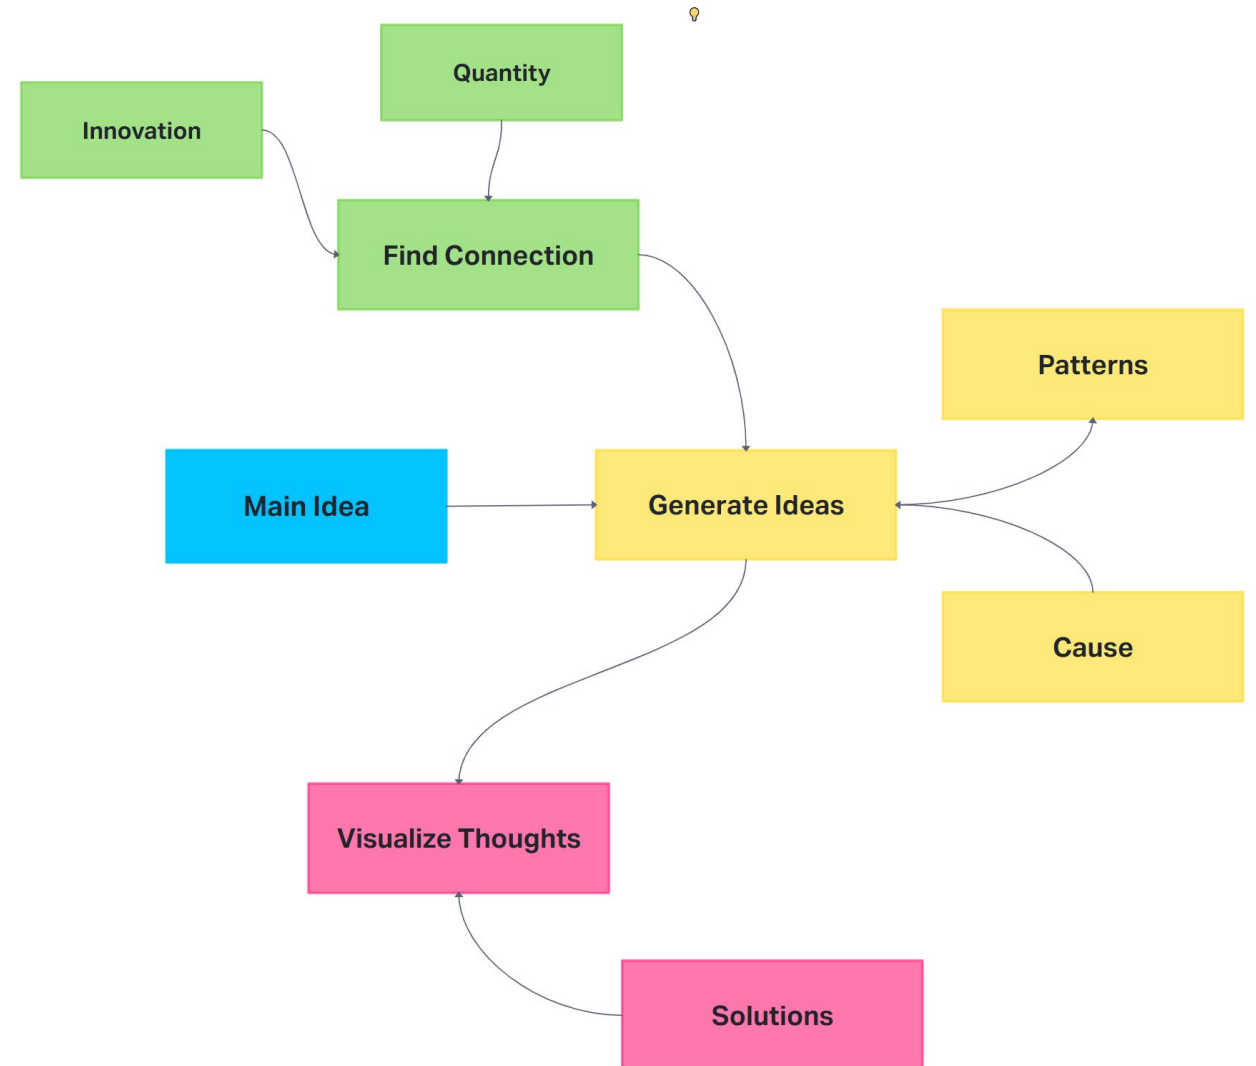 Quantity
Innovation
Find Connection
Patterns
Main Idea
Generate Ideas
Cause
Visualize Thoughts
Solutions